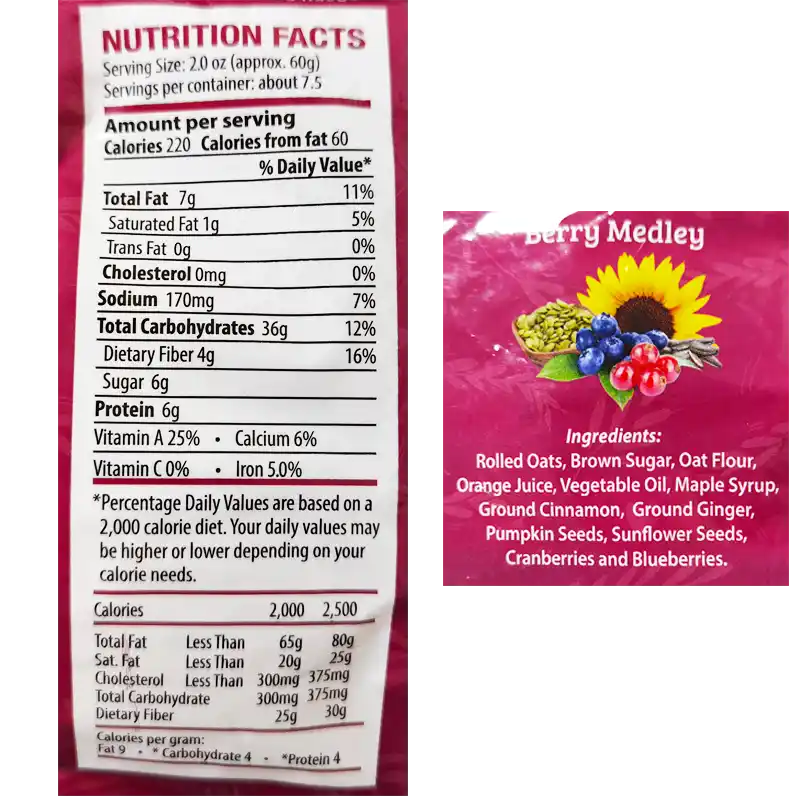 NUTRITION FACTS
Serving Size: 2.0 oz (approx. 60g)
Servings per container: about 7.5
Amount per serving
Calories 220 Calories from fat 60
% Daily Value*
Total Fat 7g 11%
Saturated Fat 1g 5%
Trans Fat 0g 0%
Cholesterol 0mg 0%
Sodium 170mg 7%
Total Carbohydrates 36g 12%
Dietary Fiber 4g 16%
Sugar 6g
Protein 6g
Vitamin A 25% • Calcium 6%
Vitamin C 0% • Iron 5.0%
*Percentage Daily Values are based on a
2,000 calorie diet. Your daily values may
be higher or lower depending on your
calorie needs.
Calories 2,000 2,500
Total Fat Less Than 65g 80g
Sat. Fat Less Than 20g 25g
Cholesterol Less Than 300mg 375mg
Total Carbohydrate 300mg 375mg
Dietary Fiber 25g 30g
Calories per gram:
Fat 9 • * Carbohydrate 4 • *Protein 4
Berry Medley
Ingredients:
Rolled Oats, Brown Sugar, Oat Flour,
Orange Juice, Vegetable Oil, Maple Syrup,
Ground Cinnamon, Ground Ginger,
Pumpkin Seeds, Sunflower Seeds,
Cranberries and Blueberries.